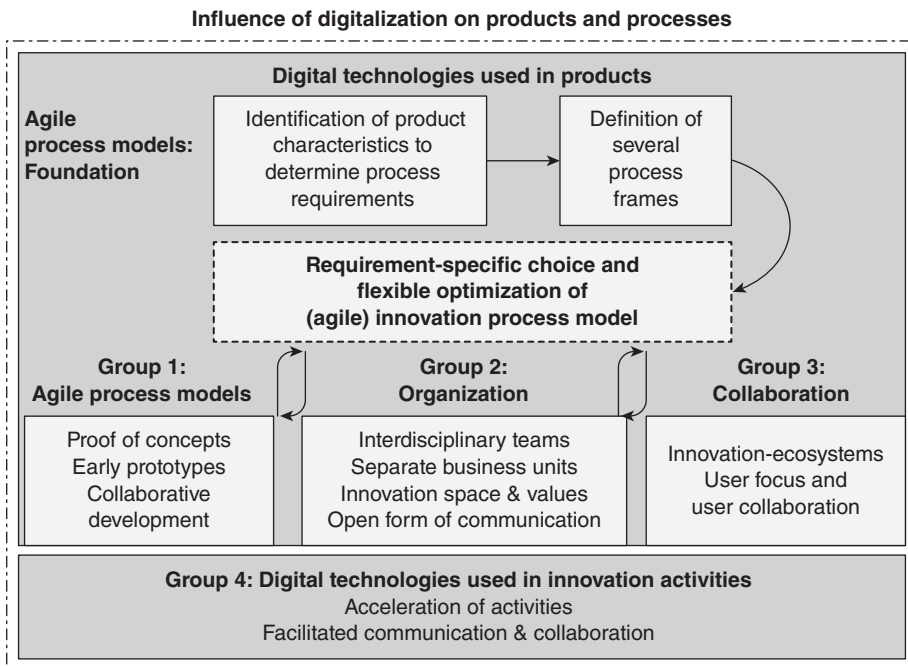 Influence of digitalization on products and processes
Digital technologies used in products
Agile
process models:
Foundation
Identification of product
characteristics to
determine process
requirements
Definition of
several
process
frames
Requirement-specific choice and
flexible optimization of
(agile) innovation process model
Group 1:
Agile process models
Group 2:
Organization
Group 3:
Collaboration
Proof of concepts
Early prototypes
Collaborative
development
Interdisciplinary teams
Separate business units
Innovation space & values
Open form of communication
Innovation-ecosystems
User focus and
user collaboration
Group 4: Digital technologies used in innovation activities
Acceleration of activities
Facilitated communication & collaboration